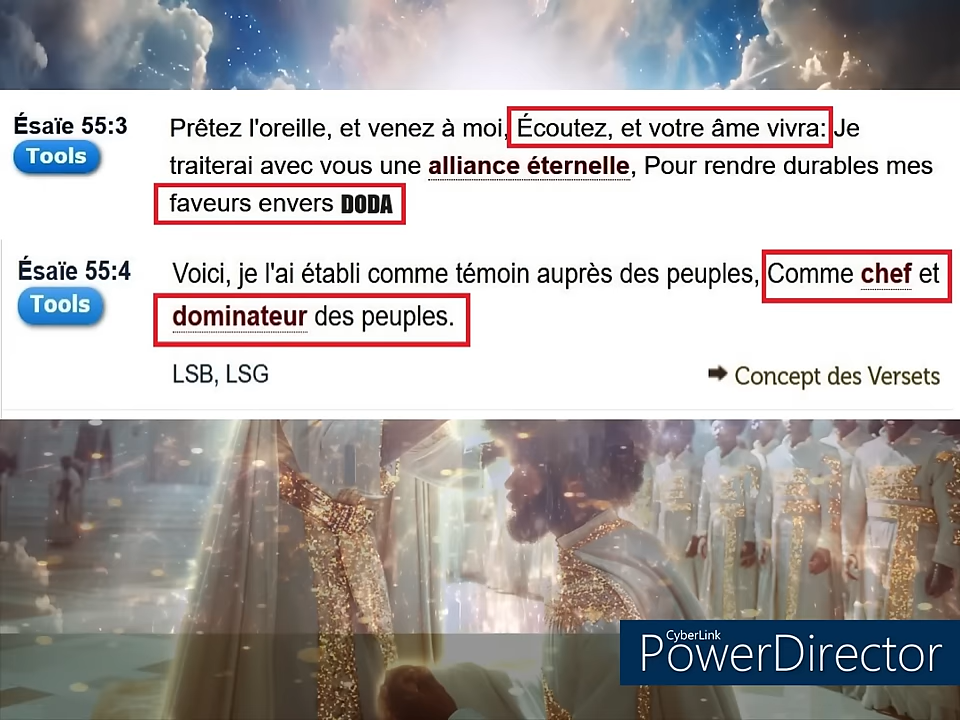 Ésaïe 55:3
Tools
Prêtez l'oreille, et venez à moi, Écoutez, et votre âme vivra: Je
traiterai avec vous une alliance éternelle, Pour rendre durables mes
faveurs envers DODA
Ésaïe 55:4
Tools
Voici, je l'ai établi comme témoin auprès des peuples, Comme chef et
dominateur des peuples.
LSB, LSG
Concept des Versets
CyberLink
PowerDirector